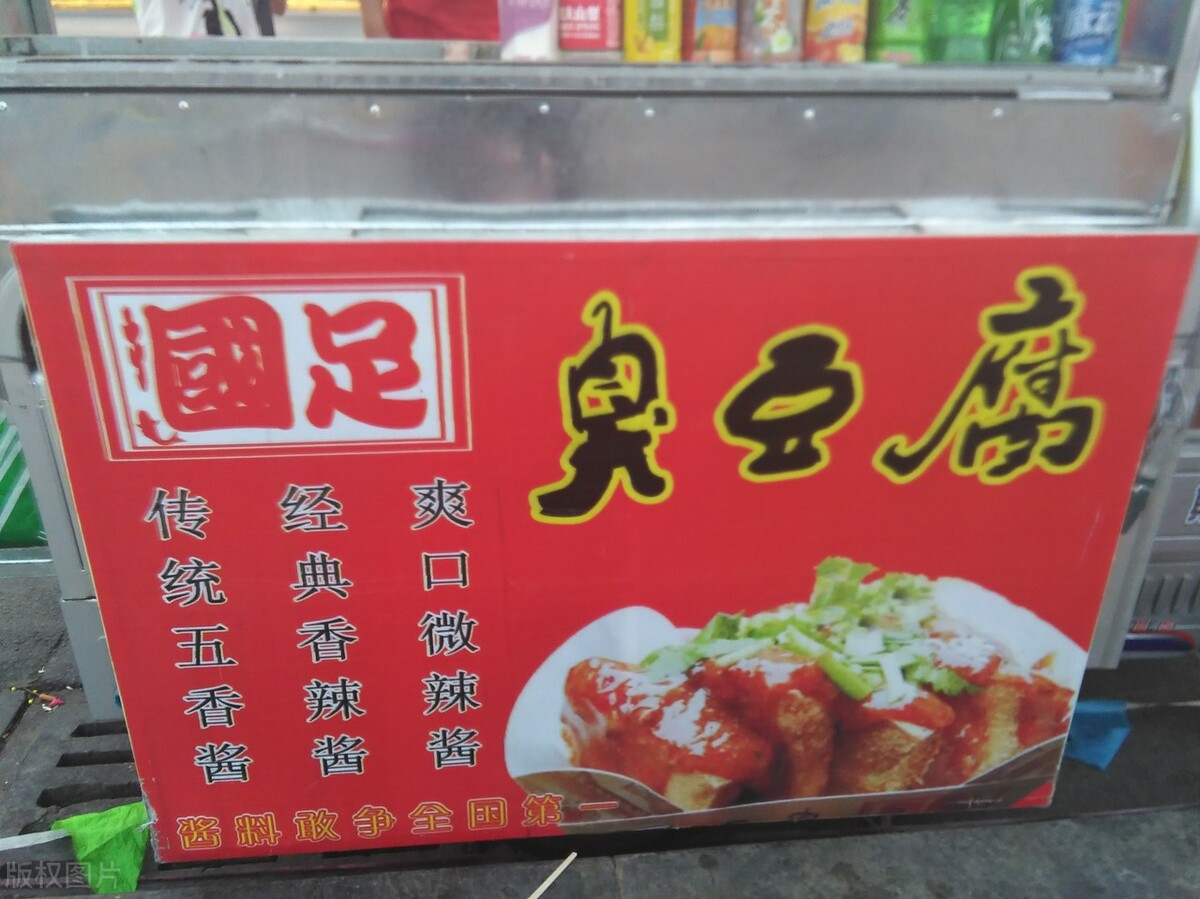 國足
臭豆腐
爽口微辣酱
经典香辣酱
传统五香酱
酱料敢争全国第一
版权图片